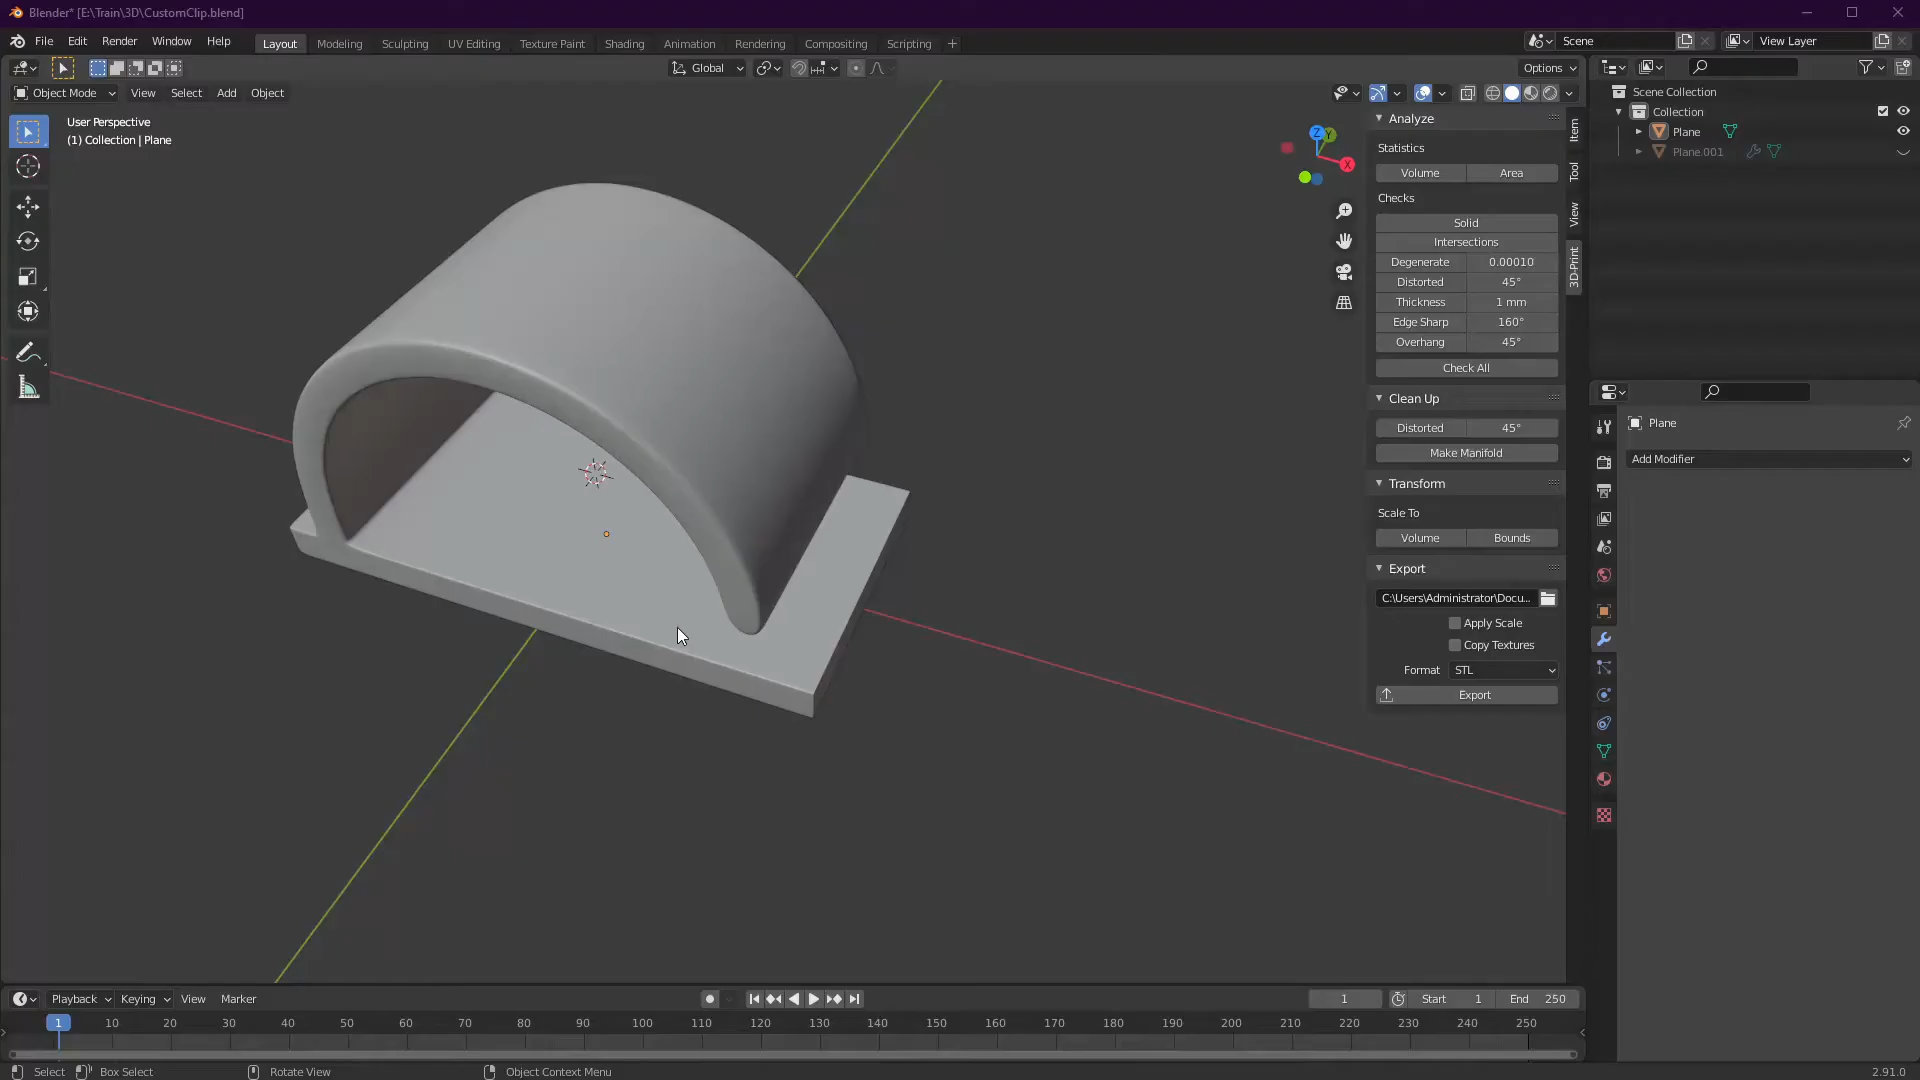 Blender* [E:\Train\3D\CustomClip.blend]
File Edit Render Window Help Layout Modeling Sculpting UV Editing Texture Paint Shading Animation Rendering Compositing Scripting + Scene View Layer
Global Options
Object Mode View Select Add Object
User Perspective
(1) Collection | Plane
Z Y X
Analyze
Statistics
Volume Area
Checks
Solid
Intersections
Degenerate 0.00010
Distorted 45°
Thickness 1 mm
Edge Sharp 160°
Overhang 45°
Check All
Clean Up
Distorted 45°
Make Manifold
Transform
Scale To
Volume Bounds
Export
C:\Users\Administrator\Docu...
Apply Scale
Copy Textures
Format STL
Export
Item
Tool
View
3D-Print
Scene Collection
Collection
Plane
Plane.001
Plane
Add Modifier
Playback Keying View Marker 1 Start 1 End 250
1 10 20 30 40 50 60 70 80 90 100 110 120 130 140 150 160 170 180 190 200 210 220 230 240 250
Select Box Select Rotate View Object Context Menu 2.91.0